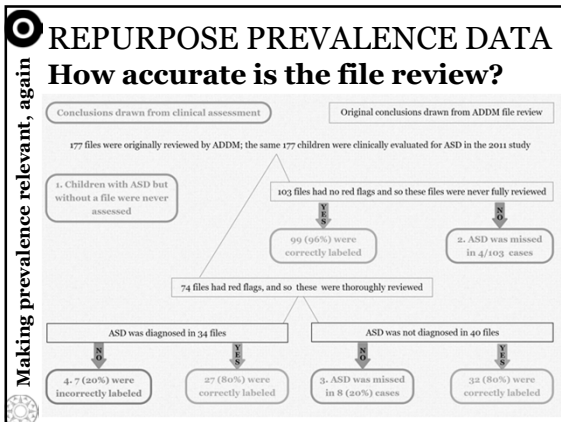 REPURPOSE PREVALENCE DATA
How accurate is the file review?
Making prevalence relevant, again
Conclusions drawn from clinical assessment
Original conclusions drawn from ADDM file review
177 files were originally reviewed by ADDM; the same 177 children were clinically evaluated for ASD in the 2011 study
1. Children with ASD but
without a file were never
assessed
103 files had no red flags and so these files were never fully reviewed
YES
NO
99 (96%) were
correctly labeled
2. ASD was missed
in 4/103 cases
74 files had red flags, and so these were thoroughly reviewed
ASD was diagnosed in 34 files
ASD was not diagnosed in 40 files
NO
YES
NO
YES
4. 7 (20%) were
incorrectly labeled
27 (80%) were
correctly labeled
3. ASD was missed
in 8 (20%) cases
32 (80%) were
correctly labeled